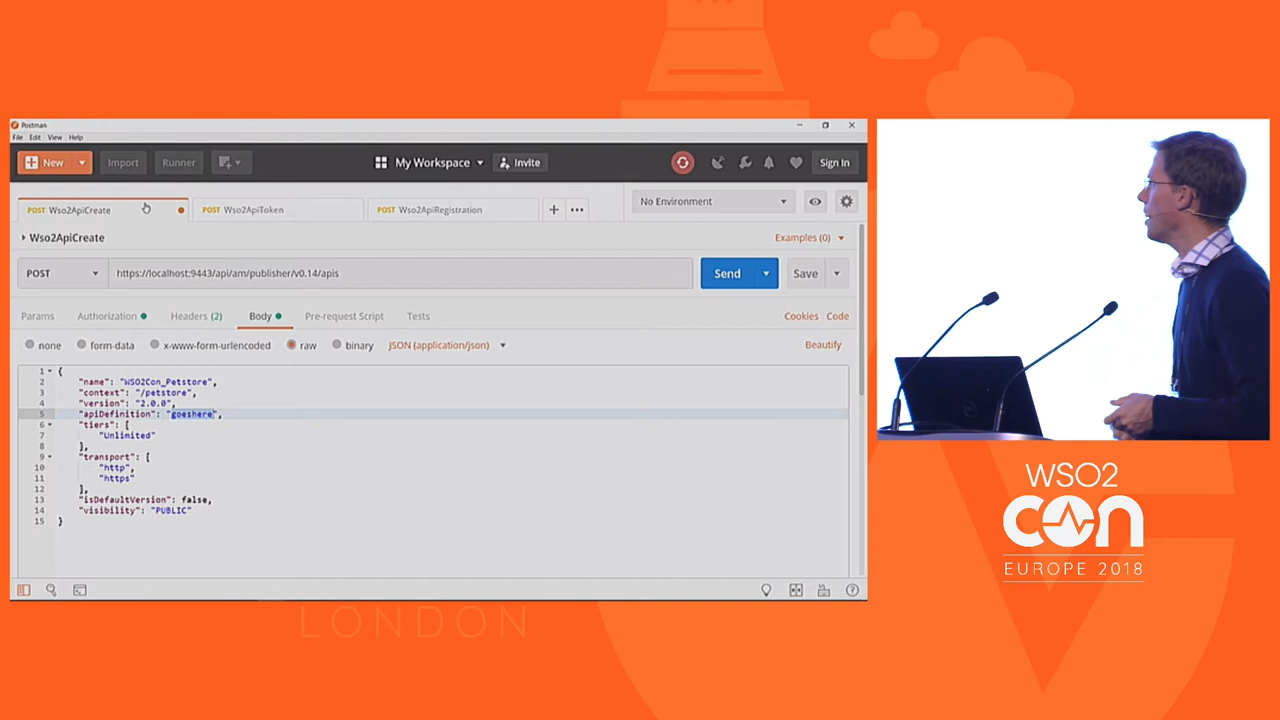 Postman
File Edit View Help
New
Import
Runner
My Workspace
Invite
Sign In
POST Wso2ApiCreate
POST Wso2ApiToken
POST Wso2ApiRegistration
No Environment
Wso2ApiCreate
Examples (0)
POST
https://localhost:9443/api/am/publisher/v0.14/apis
Send
Save
Params
Authorization
Headers (2)
Body
Pre-request Script
Tests
Cookies
Code
none
form-data
x-www-form-urlencoded
raw
binary
JSON (application/json)
Beautify
1 {
2 "name": "WSO2Con_Petstore",
3 "context": "/petstore",
4 "version": "2.0.0",
5 "apiDefinition": "goeshere",
6 "tiers": [
7 "Unlimited"
8 ],
9 "transport": [
10 "http",
11 "https"
12 ],
13 "isDefaultVersion": false,
14 "visibility": "PUBLIC"
15 }
WSO2
con
EUROPE 2018
LONDON